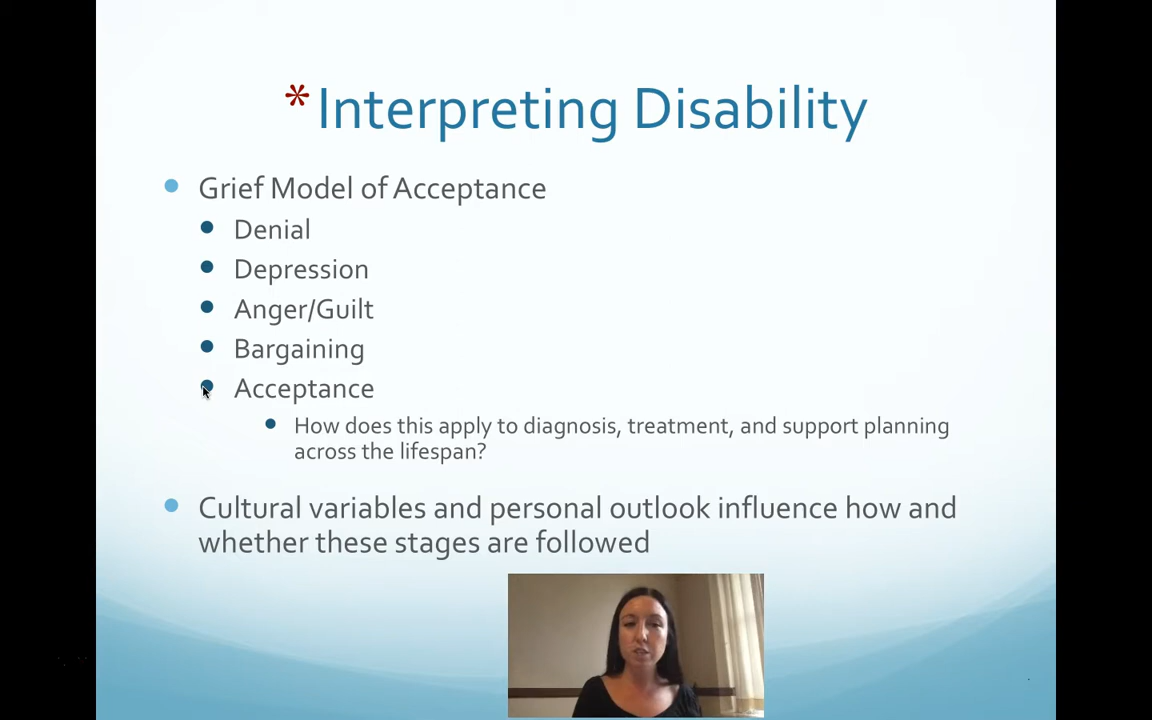 * Interpreting Disability
Grief Model of Acceptance
Denial
Depression
Anger/Guilt
Bargaining
Acceptance
How does this apply to diagnosis, treatment, and support planning
across the lifespan?
Cultural variables and personal outlook influence how and
whether these stages are followed